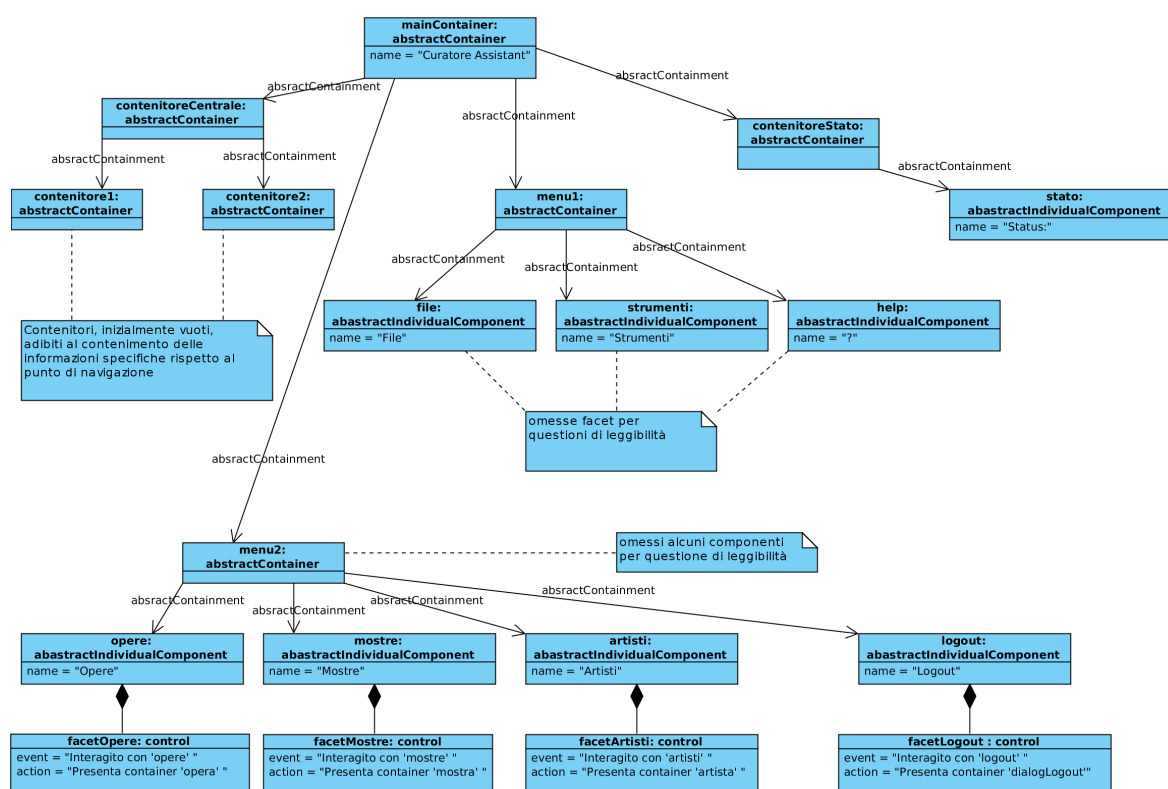 mainContainer:
abstractContainer
name = "Curatore Assistant"
absractContainment
absractContainment
absractContainment
contenitoreCentrale:
abstractContainer
contenitoreStato:
abstractContainer
absractContainment
absractContainment
absractContainment
contenitore1:
abstractContainer
contenitore2:
abstractContainer
menu1:
abstractContainer
stato:
abastractIndividualComponent
name = "Status:"
absractContainment
absractContainment
absractContainment
file:
abastractIndividualComponent
name = "File"
strumenti:
abastractIndividualComponent
name = "Strumenti"
help:
abastractIndividualComponent
name = "?"
Contenitori, inizialmente vuoti,
adibiti al contenimento delle
informazioni specifiche rispetto al
punto di navigazione
omesse facet per
questioni di leggibilità
absractContainment
menu2:
abstractContainer
omessi alcuni componenti
per questione di leggibilità
absractContainment
absractContainment
absractContainment
absractContainment
opere:
abastractIndividualComponent
name = "Opere"
mostre:
abastractIndividualComponent
name = "Mostre"
artisti:
abastractIndividualComponent
name = "Artisti"
logout:
abastractIndividualComponent
name = "Logout"
facetOpere: control
event = "Interagito con 'opere' "
action = "Presenta container 'opera' "
facetMostre: control
event = "Interagito con 'mostre' "
action = "Presenta container 'mostra' "
facetArtisti: control
event = "Interagito con 'artisti' "
action = "Presenta container 'artista' "
facetLogout : control
event = "Interagito con 'logout' "
action = "Presenta container 'dialogLogout'"